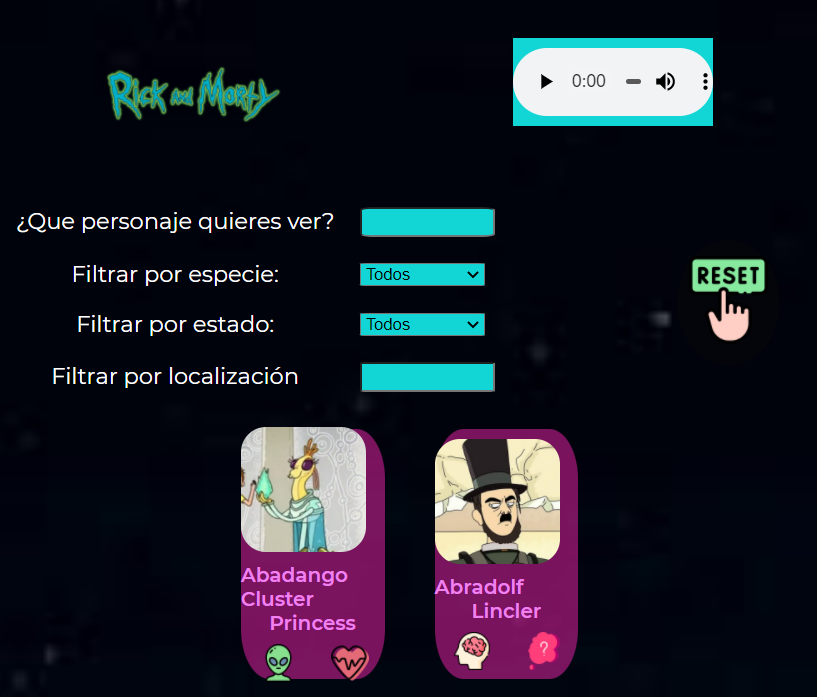 Rick and Morty
0:00
¿Que personaje quieres ver?
Filtrar por especie:
Todos
Filtrar por estado:
Todos
Filtrar por localización
RESET
Abadango
Cluster
Princess
Abradolf
Lincler
?